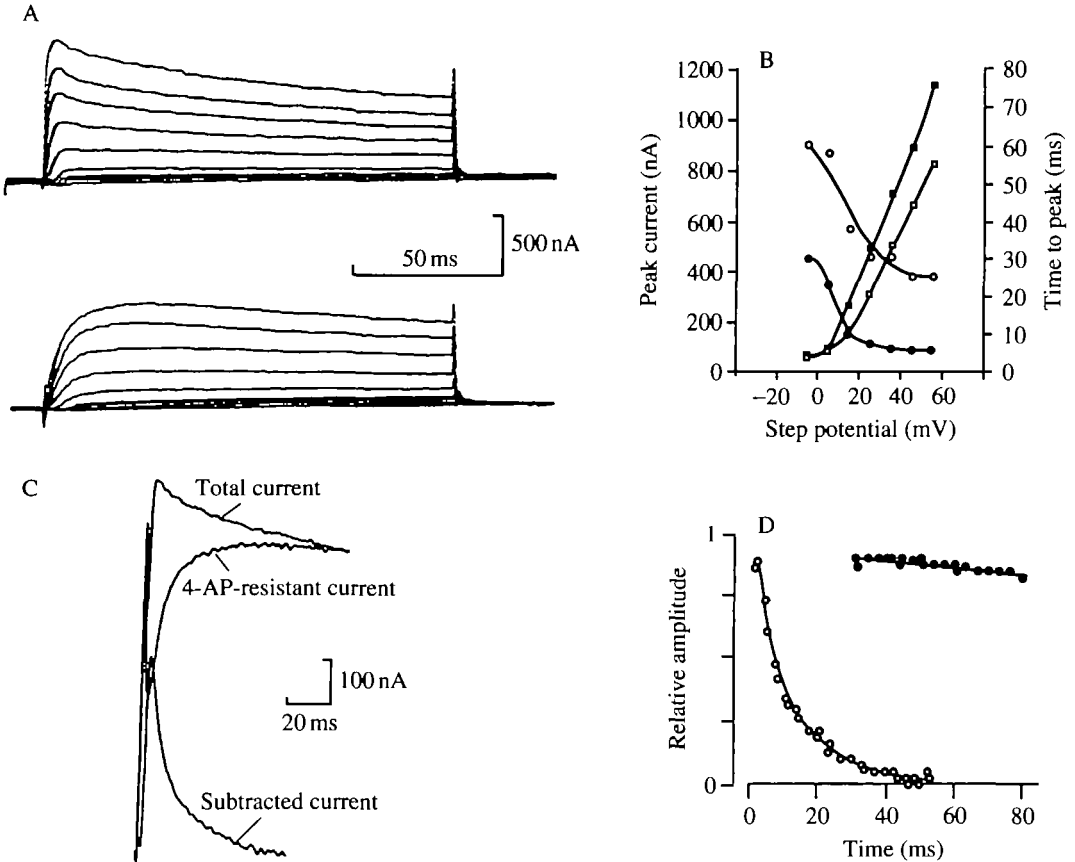 A
500 nA
50 ms
B
1200
1000
800
600
400
200
0
Peak current (nA)
80
70
60
50
40
30
20
10
0
Time to peak (ms)
−20 0 20 40 60
Step potential (mV)
C
Total current
4-AP-resistant current
100 nA
20 ms
Subtracted current
D
1
0
Relative amplitude
0 20 40 60 80
Time (ms)